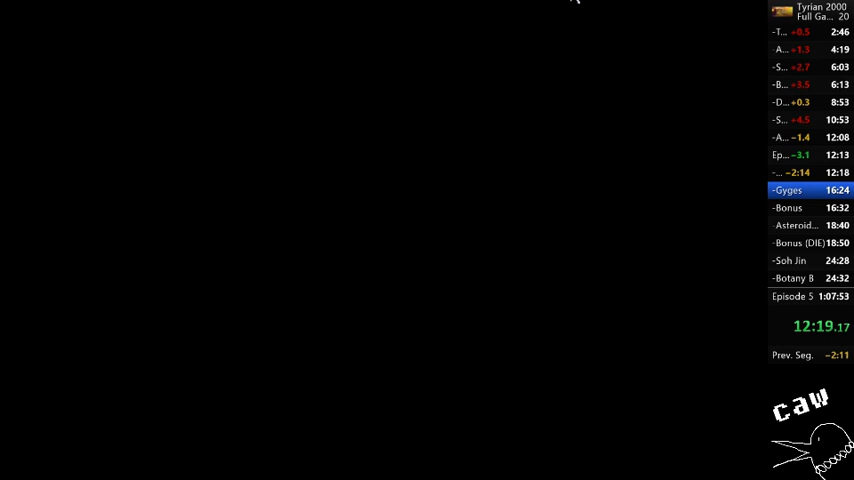 Tyrian 2000
Full Ga... 20
-T... +0.5 2:46
-A... +1.3 4:19
-S... +2.7 6:03
-B... +3.5 6:13
-D... +0.3 8:53
-S... +4.5 10:53
-A... −1.4 12:08
Ep... −3.1 12:13
-... −2:14 12:18
-Gyges 16:24
-Bonus 16:32
-Asteroid... 18:40
-Bonus (DIE) 18:50
-Soh Jin 24:28
-Botany B 24:32
Episode 5 1:07:53
12:19.17
Prev. Seg. −2:11
caw